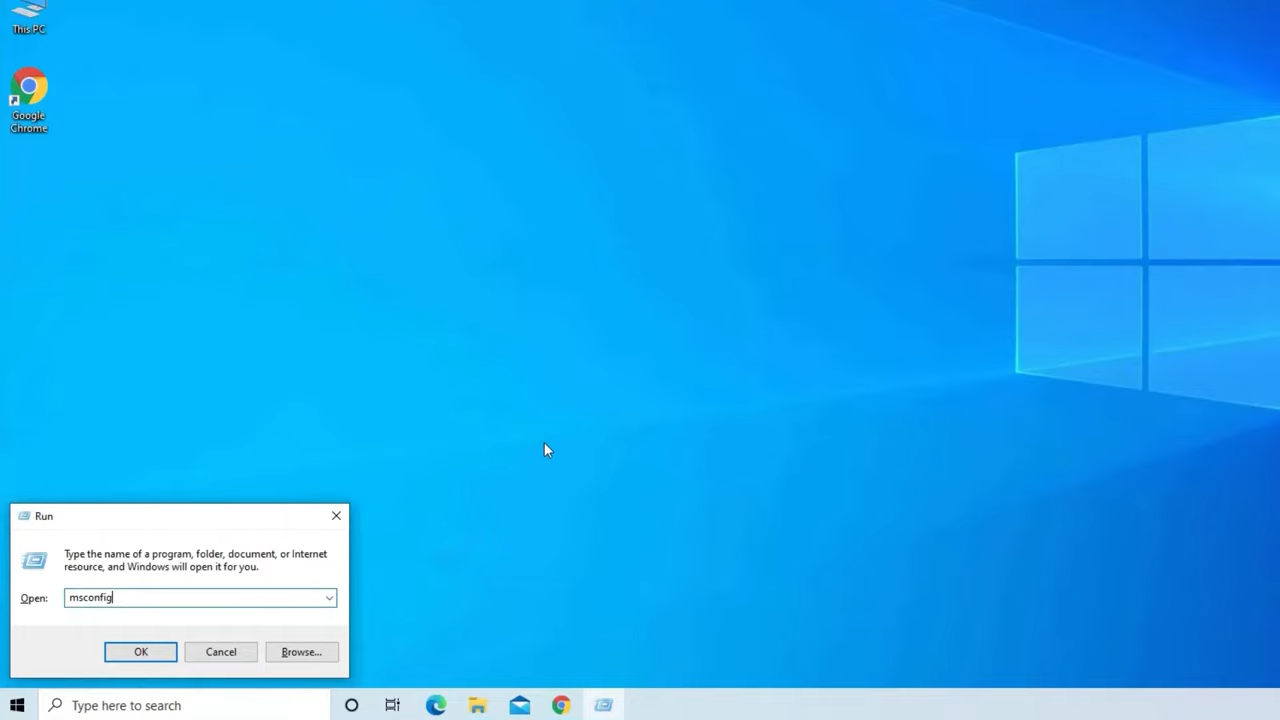 This PC
Google
Chrome
Run
Type the name of a program, folder, document, or Internet
resource, and Windows will open it for you.
Open: msconfig
OK Cancel Browse...
Type here to search